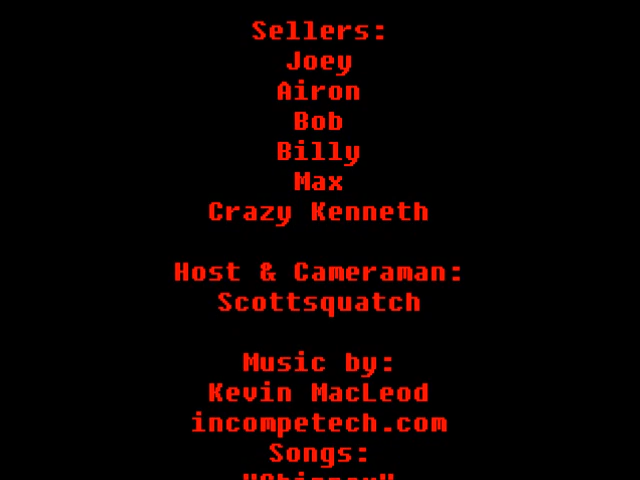 Sellers:
Joey
Airon
Bob
Billy
Max
Crazy Kenneth
Host & Cameraman:
Scottsquatch
Music by:
Kevin MacLeod
incompetech.com
Songs: